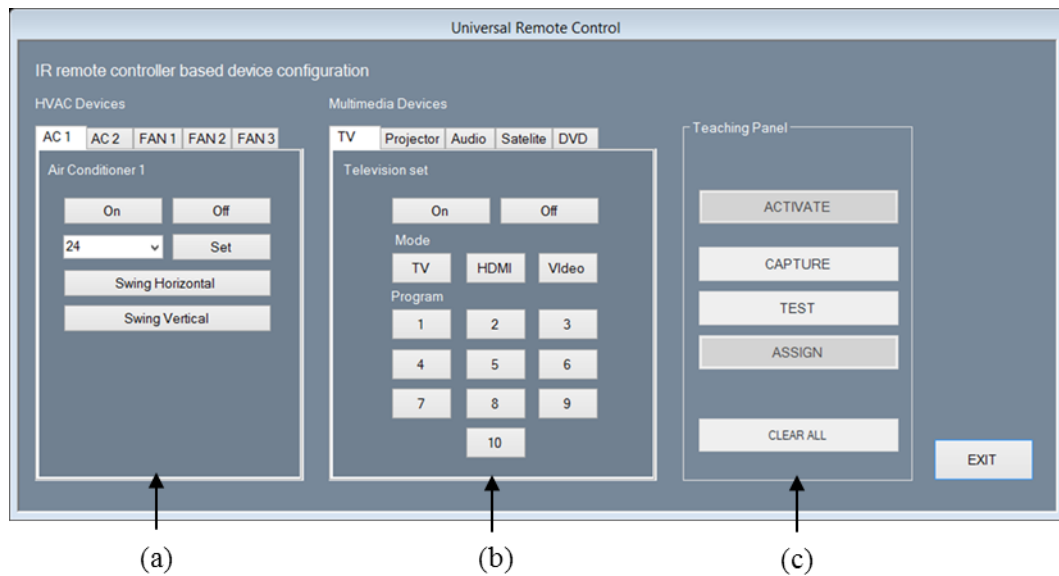 Universal Remote Control
IR remote controller based device configuration
HVAC Devices
AC 1 AC 2 FAN 1 FAN 2 FAN 3
Air Conditioner 1
On Off
24 Set
Swing Horizontal
Swing Vertical
Multimedia Devices
TV Projector Audio Satelite DVD
Television set
On Off
Mode
TV HDMI VIdeo
Program
1 2 3
4 5 6
7 8 9
10
Teaching Panel
ACTIVATE
CAPTURE
TEST
ASSIGN
CLEAR ALL
EXIT
(a) (b) (c)